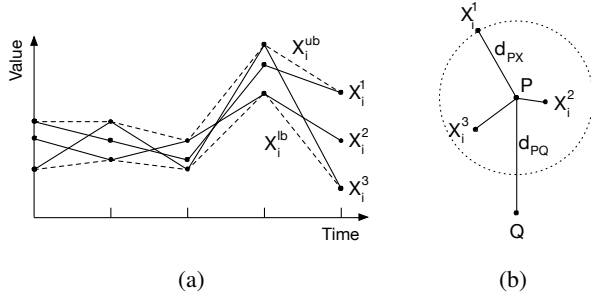 Value
X_i^ub
X_i^1
X_i^2
X_i^lb
X_i^3
Time
(a)
X_i^1
d_PX
P
X_i^2
X_i^3
d_PQ
Q
(b)